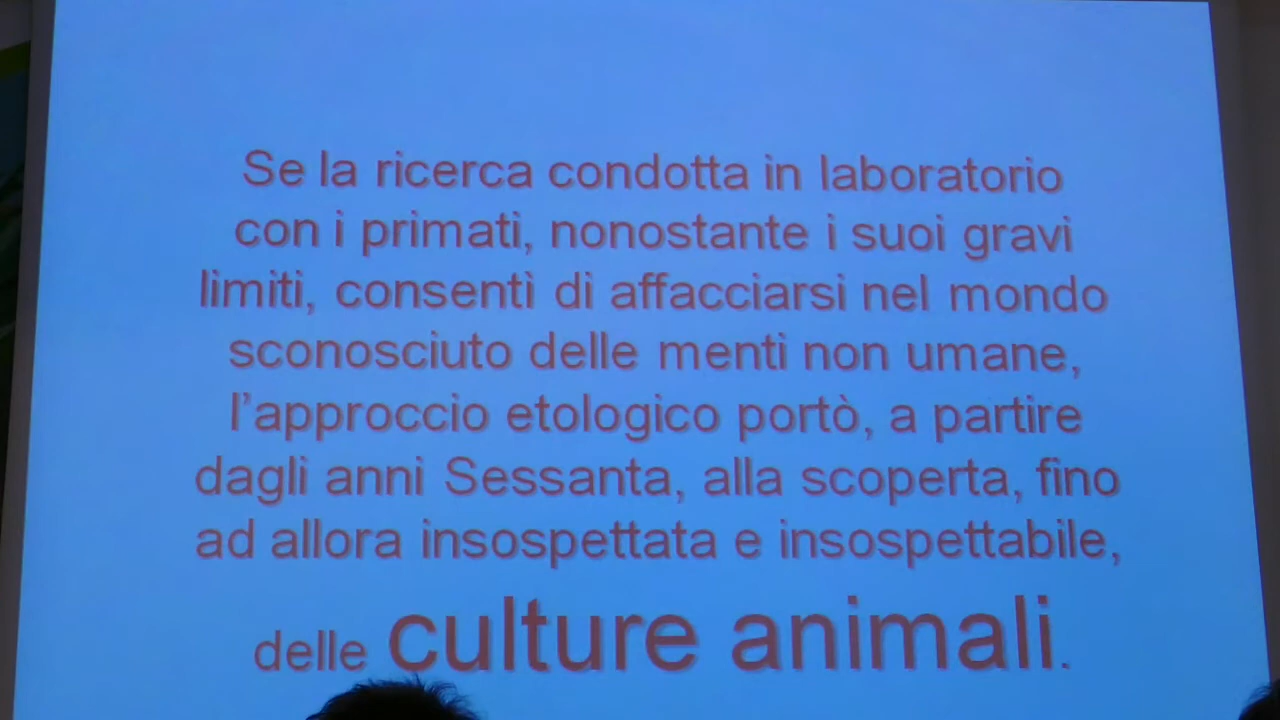 Se la ricerca condotta in laboratorio
con i primati, nonostante i suoi gravi
limiti, consentì di affacciarsi nel mondo
sconosciuto delle menti non umane,
l’approccio etologico portò, a partire
dagli anni Sessanta, alla scoperta, fino
ad allora insospettata e insospettabile,
delle culture animali.